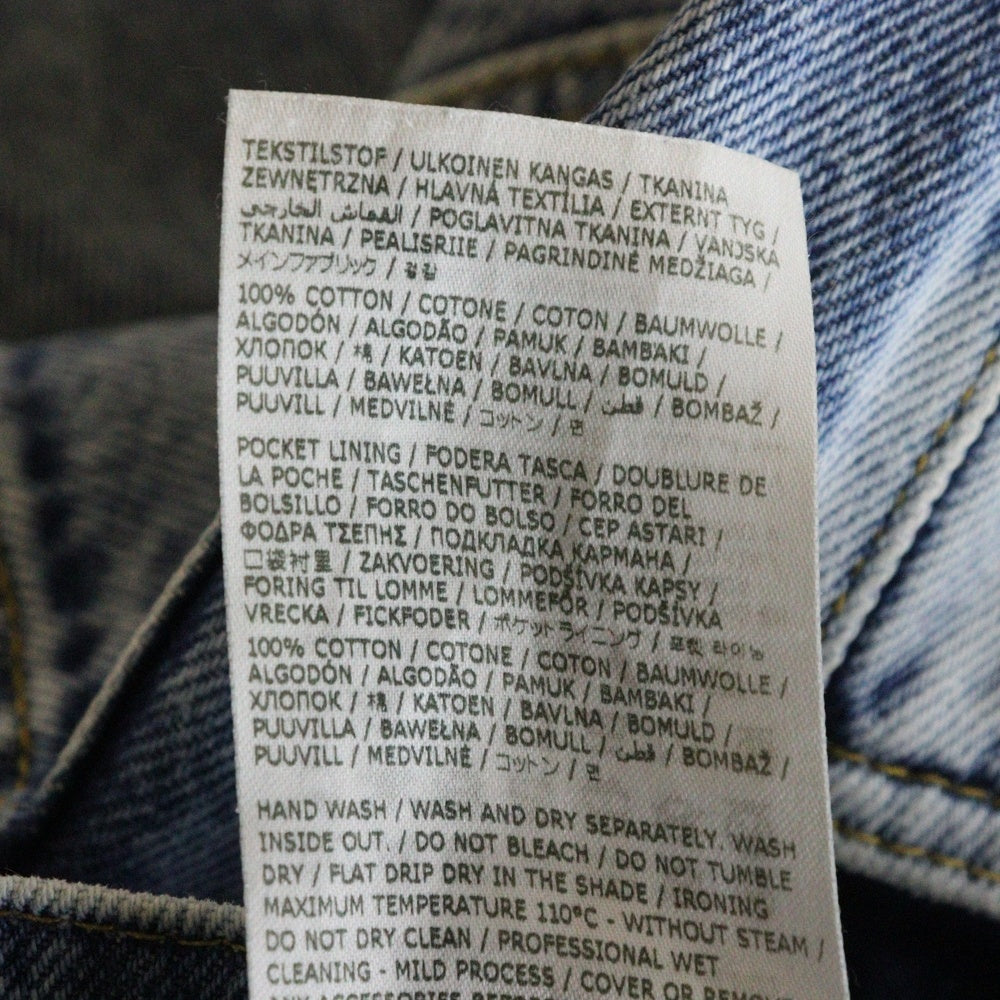 TEKSTILSTOF / ULKOINEN KANGAS / TKANINA
ZEWNĘTRZNA / HLAVNÁ TEXTÍLIA / EXTERNT TYG /
القماش الخارجي / POGLAVITNA TKANINA / VANJSKA
TKANINA / PEALISRIIE / PAGRINDINĖ MEDŽIAGA /
メインファブリック / 겉감
100% COTTON / COTONE / COTON / BAUMWOLLE /
ALGODÓN / ALGODÃO / PAMUK / BAMBAKI /
ХЛОПОК / 棉 / KATOEN / BAVLNA / BOMULD /
PUUVILLA / BAWEŁNA / BOMULL / قطن / BOMBAŽ /
PUUVILL / MEDVILNĖ / コットン / 면
POCKET LINING / FODERA TASCA / DOUBLURE DE
LA POCHE / TASCHENFUTTER / FORRO DEL
BOLSILLO / FORRO DO BOLSO / CEP ASTARI /
ΦΟΔΡΑ ΤΣΕΠΗΣ / ПОДКЛАДКА КАРМАНА /
口袋衬里 / ZAKVOERING / PODŠÍVKA KAPSY /
FORING TIL LOMME / LOMMEFÔR / PODŠÍVKA
VRECKA / FICKFODER / ポケットライニング / 포켓 라이닝
100% COTTON / COTONE / COTON / BAUMWOLLE /
ALGODÓN / ALGODÃO / PAMUK / BAMBAKI /
ХЛОПОК / 棉 / KATOEN / BAVLNA / BOMULD /
PUUVILLA / BAWEŁNA / BOMULL / قطن / BOMBAŽ /
PUUVILL / MEDVILNĖ / コットン / 면
HAND WASH / WASH AND DRY SEPARATELY. WASH
INSIDE OUT. / DO NOT BLEACH / DO NOT TUMBLE
DRY / FLAT DRIP DRY IN THE SHADE / IRONING
MAXIMUM TEMPERATURE 110°C - WITHOUT STEAM /
DO NOT DRY CLEAN / PROFESSIONAL WET
CLEANING - MILD PROCESS / COVER OR REMOVE
ANY ACCESSORIES